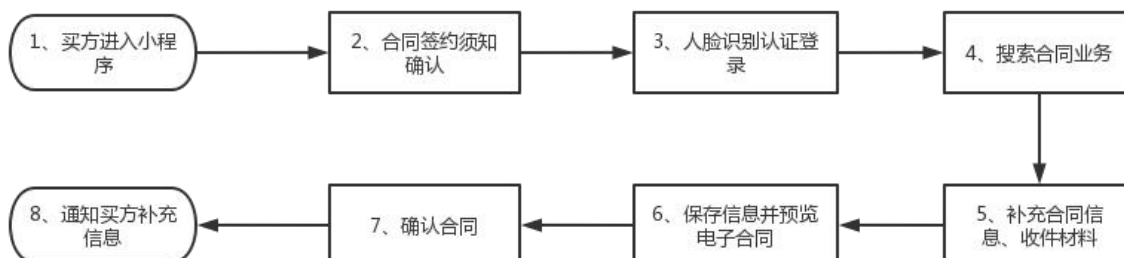 1、买方进入小程
序
2、合同签约须知
确认
3、人脸识别认证登
录
4、搜索合同业务
5、补充合同信
息、收件材料
6、保存信息并预览
电子合同
7、确认合同
8、通知买方补充
信息